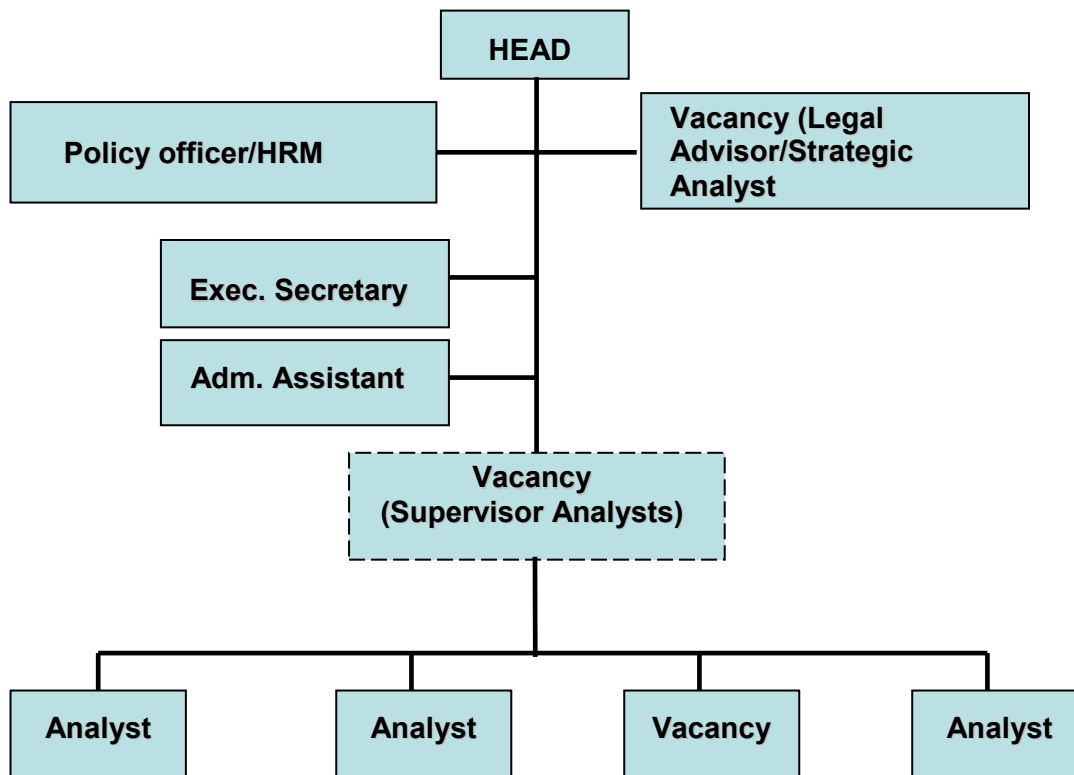 HEAD
Policy officer/HRM
Vacancy (Legal
Advisor/Strategic
Analyst
Exec. Secretary
Adm. Assistant
Vacancy
(Supervisor Analysts)
Analyst
Analyst
Vacancy
Analyst